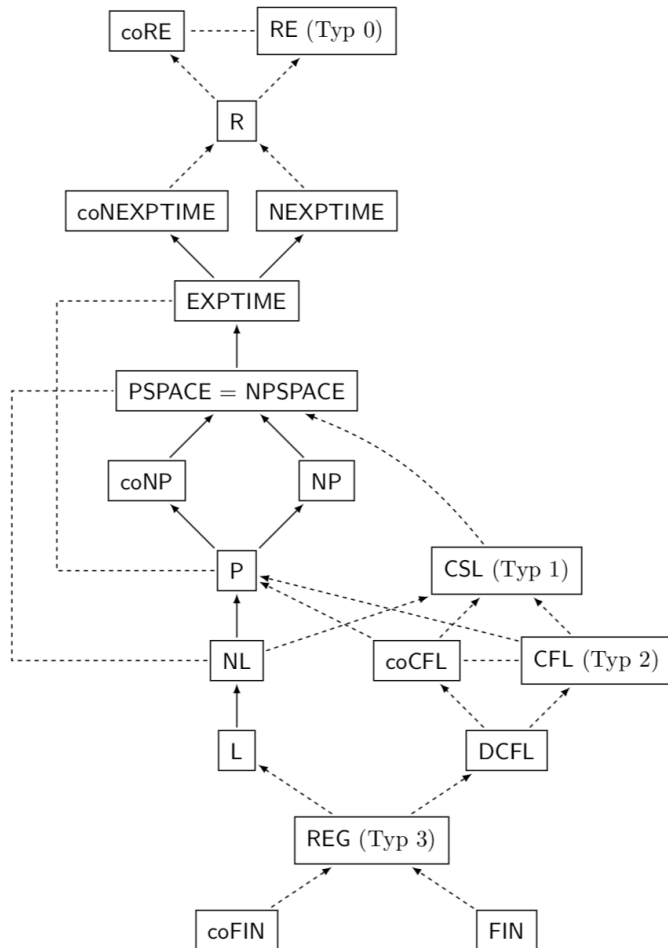 coRE
RE (Typ 0)
R
coNEXPTIME
NEXPTIME
EXPTIME
PSPACE = NPSPACE
coNP
NP
P
CSL (Typ 1)
NL
coCFL
CFL (Typ 2)
L
DCFL
REG (Typ 3)
coFIN
FIN